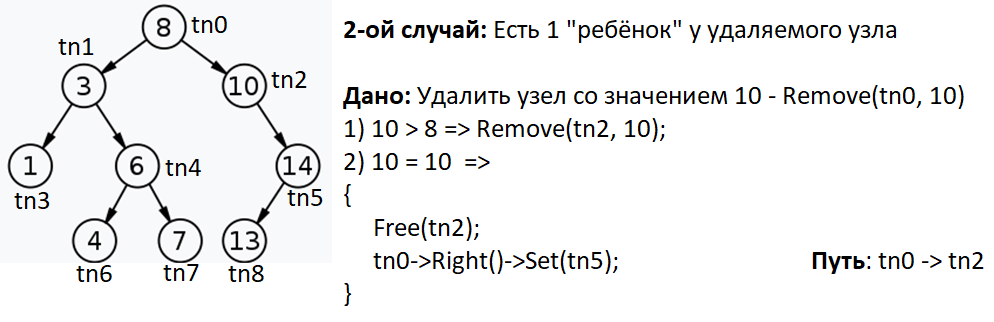 8 tn0
tn1
3
10 tn2
1
6 tn4
14
tn3
tn5
4
7
13
tn6
tn7
tn8
2-ой случай: Есть 1 "ребёнок" у удаляемого узла
Дано: Удалить узел со значением 10 - Remove(tn0, 10)
1) 10 > 8 => Remove(tn2, 10);
2) 10 = 10 =>
{
Free(tn2);
tn0->Right()->Set(tn5);
Путь: tn0 -> tn2
}